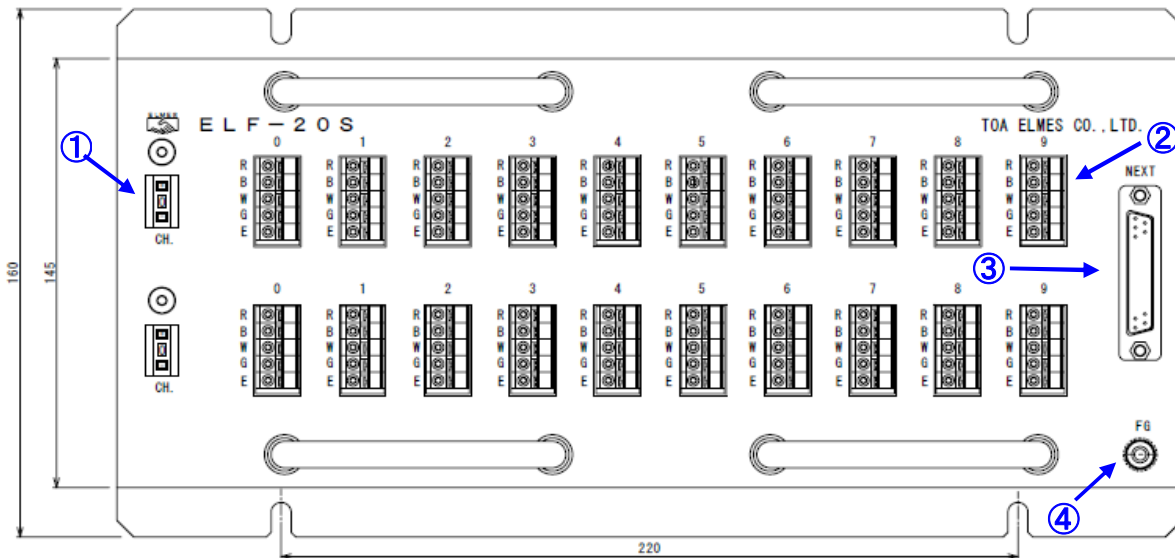 ELMES
ELF-20S
TOA ELMES CO.,LTD.
①
②
0 1 2 3 4 5 6 7 8 9
NEXT
R R R R R R R R R R
B B B B B B B B B B
W W W W W W W W W W
G G G G G G G G G G
E E E E E E E E E E
CH.
③
160
145
0 1 2 3 4 5 6 7 8 9
R R R R R R R R R R
B B B B B B B B B B
W W W W W W W W W W
G G G G G G G G G G
E E E E E E E E E E
CH.
FG
④
220